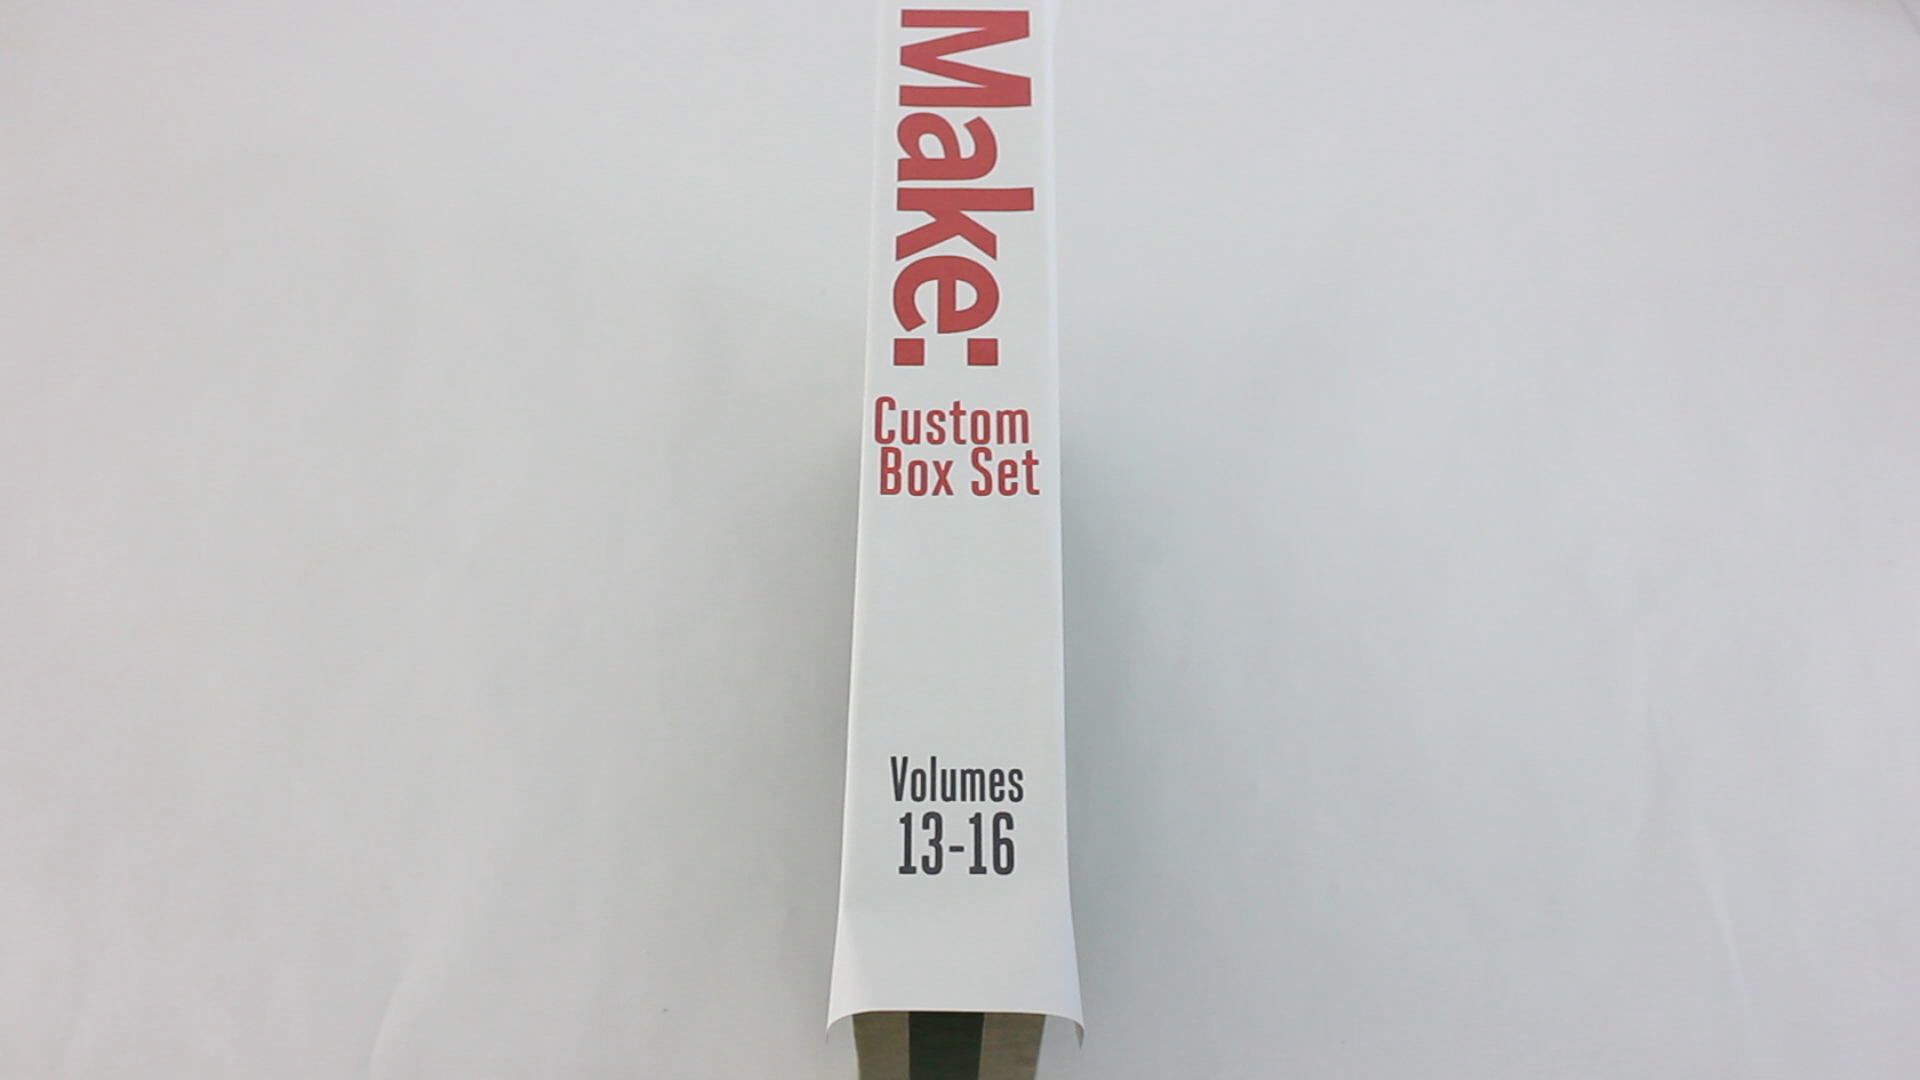 Make:
Custom
Box Set
Volumes
13-16